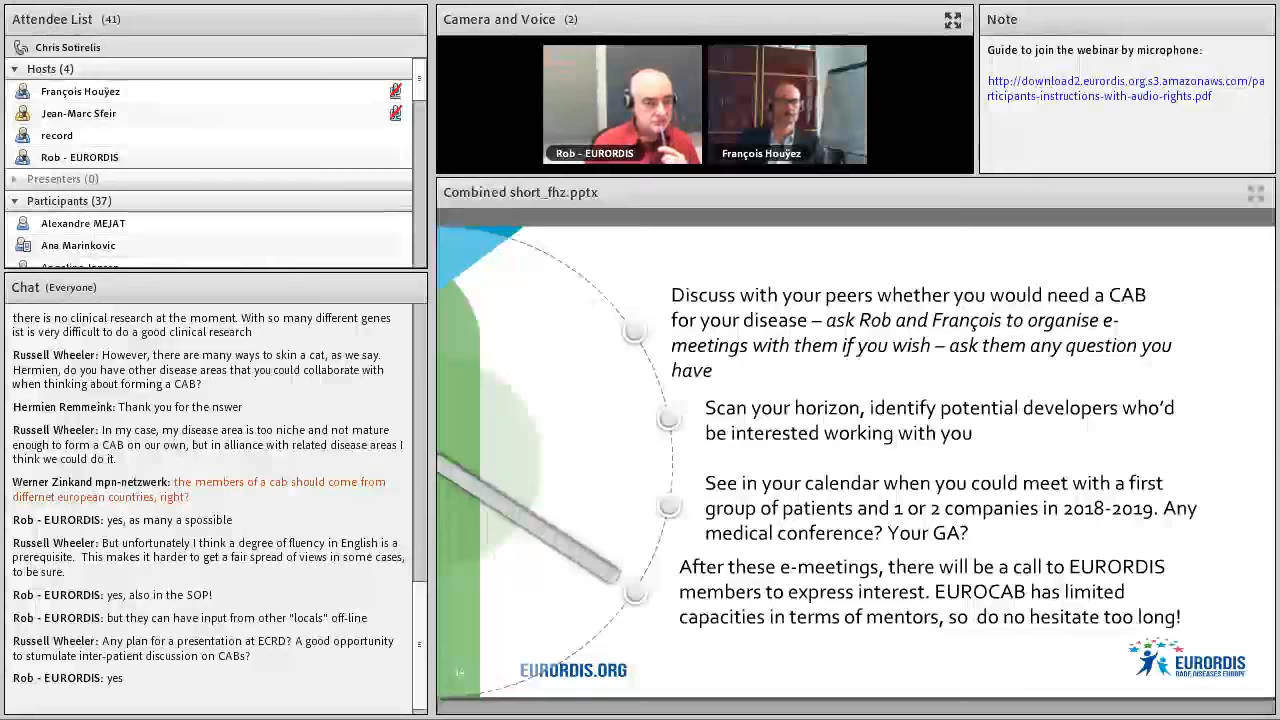 Attendee List (41)
Chris Sotirelis
Hosts (4)
François Houÿez
Jean-Marc Sfeir
record
Rob - EURORDIS
Presenters (0)
Participants (37)
Alexandre MEJAT
Ana Marinkovic
Chat (Everyone)
there is no clinical research at the moment. With so many different genes
ist is very difficult to do a good clinical research
Russell Wheeler: However, there are many ways to skin a cat, as we say.
Hermien, do you have other disease areas that you could collaborate with
when thinking about forming a CAB?
Hermien Remmeink: Thank you for the nswer
Russell Wheeler: In my case, my disease area is too niche and not mature
enough to form a CAB on our own, but in alliance with related disease areas I
think we could do it.
Werner Zinkand mpn-netzwerk: the members of a cab should come from
differnet european countries, right?
Rob - EURORDIS: yes, as many a spossible
Russell Wheeler: But unfortunately I think a degree of fluency in English is a
prerequisite. This makes it harder to get a fair spread of views in some cases,
to be sure.
Rob - EURORDIS: yes, also in the SOP!
Rob - EURORDIS: but they can have input from other "locals" off-line
Russell Wheeler: Any plan for a presentation at ECRD? A good opportunity
to stumulate inter-patient discussion on CABs?
Rob - EURORDIS: yes
Camera and Voice (2)
Rob - EURORDIS
François Houÿez
Note
Guide to join the webinar by microphone:
http://download2.eurordis.org.s3.amazonaws.com/pa
rticipants-instructions-with-audio-rights.pdf
Combined short_fhz.pptx
Discuss with your peers whether you would need a CAB
for your disease – ask Rob and François to organise e-
meetings with them if you wish – ask them any question you
have
Scan your horizon, identify potential developers who'd
be interested working with you
See in your calendar when you could meet with a first
group of patients and 1 or 2 companies in 2018-2019. Any
medical conference? Your GA?
After these e-meetings, there will be a call to EURORDIS
members to express interest. EUROCAB has limited
capacities in terms of mentors, so do no hesitate too long!
EURORDIS.ORG
EURORDIS
RARE DISEASES EUROPE